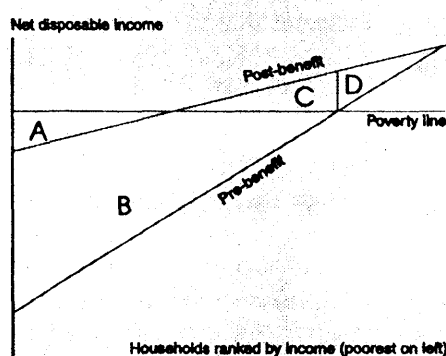 Net disposable income
Post-benefit
D
C
A
Poverty line
B
Pre-benefit
Households ranked by income (poorest on left)